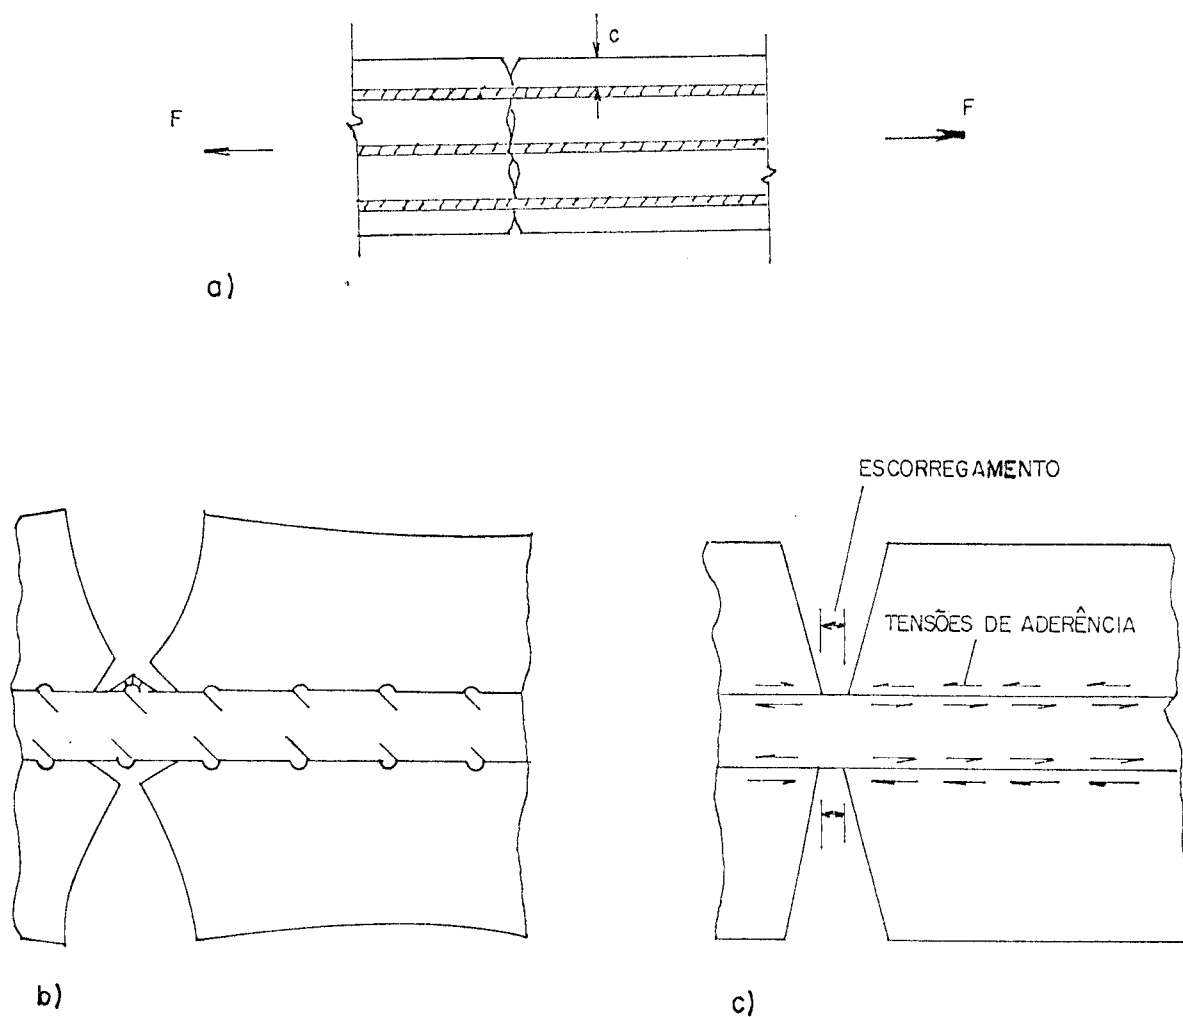 c
F
F
a)
ESCORREGAMENTO
TENSÕES DE ADERÊNCIA
b)
c)